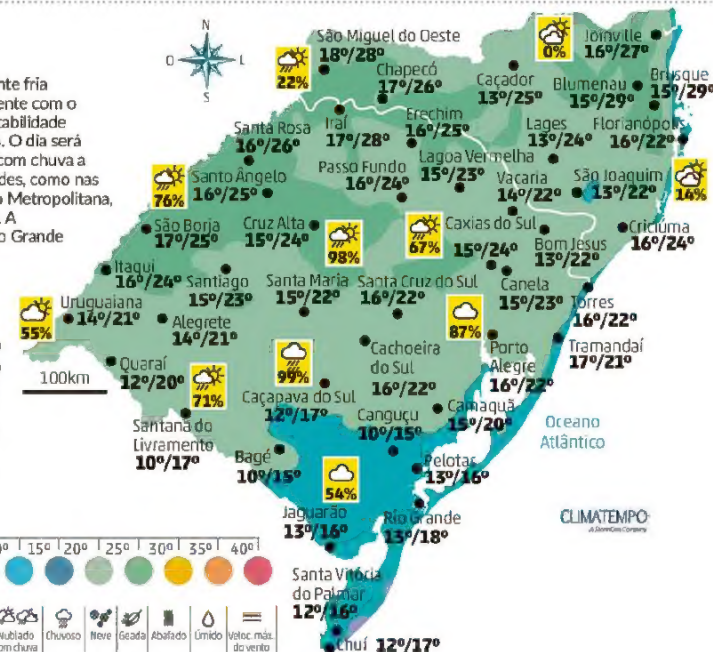 N
O
L
S
nte fria
ente com o
tabilidade
s. O dia será
com chuva a
des, como nas
o Metropolitana,
. A
o Grande
São Miguel do Oeste
18º/28º
22%
Chapecó
17º/26º
0%
Joinville
16º/27º
Caçador
13º/25º
Blumenau
15º/29º
Brusque
15º/29º
Iraí
17º/28º
Erechim
16º/25º
Lages
13º/24º
Florianópolis
16º/22º
Santa Rosa
16º/26º
Lagoa Vermelha
15º/23º
Passo Fundo
16º/24º
Vacaria
14º/22º
São Joaquim
13º/22º
14%
76%
Santo Ângelo
16º/25º
São Borja
17º/25º
Cruz Alta
15º/24º
98%
67%
Caxias do Sul
15º/24º
Bom Jesus
13º/22º
Criciúma
16º/24º
Itaqui
16º/24º
Santiago
15º/23º
Santa Maria
15º/22º
Santa Cruz do Sul
16º/22º
Canela
15º/23º
Torres
16º/22º
Uruguaiana
14º/21º
55%
Alegrete
14º/21º
87%
Tramandaí
17º/21º
Cachoeira
do Sul
16º/22º
Porto
Alegre
16º/22º
Quaraí
12º/20º
100km
71%
99%
Caçapava do Sul
12º/17º
Camaquã
15º/20º
Canguçu
10º/15º
Santana do
Livramento
10º/17º
Oceano
Atlântico
Bagé
10º/15º
54%
Pelotas
13º/16º
Jaguarão
13º/16º
Rio Grande
13º/18º
CLIMATEMPO
Santa Vitória
do Palmar
12º/16º
Chuí 12º/17º
0º 15º 20º 25º 30º 35º 40º
Nublado
com chuva
Chuvoso
Neve
Geada
Abafado
Úmido
Veloc. máx.
do vento